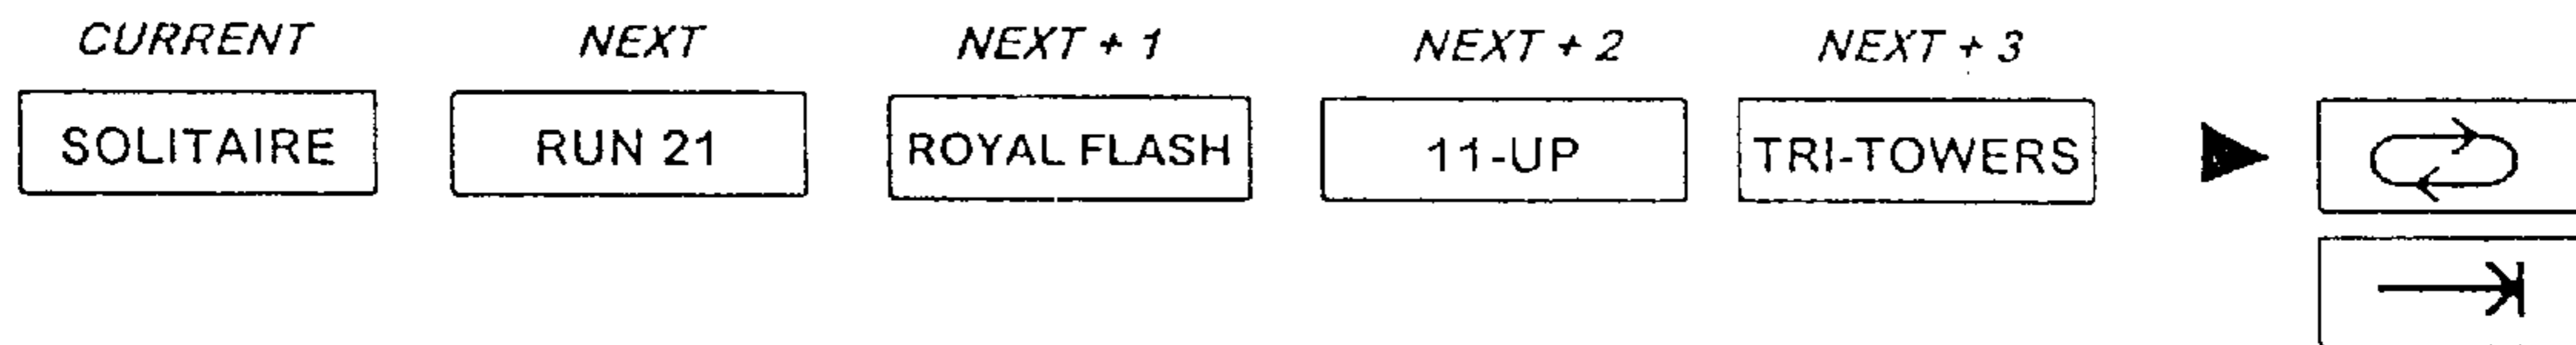 CURRENT NEXT NEXT + 1 NEXT + 2 NEXT + 3
SOLITAIRE RUN 21 ROYAL FLASH 11-UP TRI-TOWERS